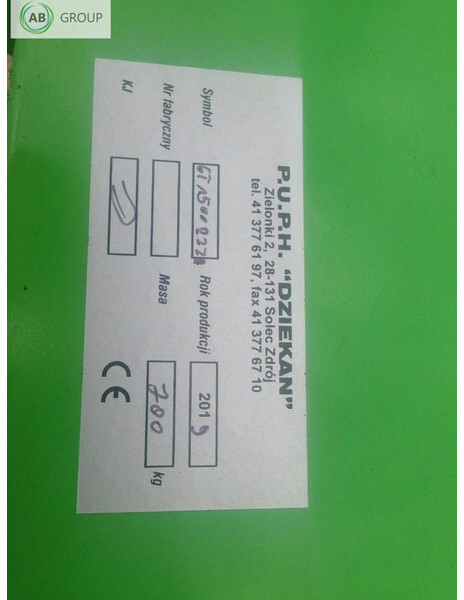 AB GROUP
P.U.P.H. "DZIEKAN"
Zielonki 2, 28-131 Solec Zdrój
tel. 41 377 61 97, fax 41 377 67 10
Symbol Rok produkcji 2019
Nr fabryczny Masa 700 kg
KJ
CE